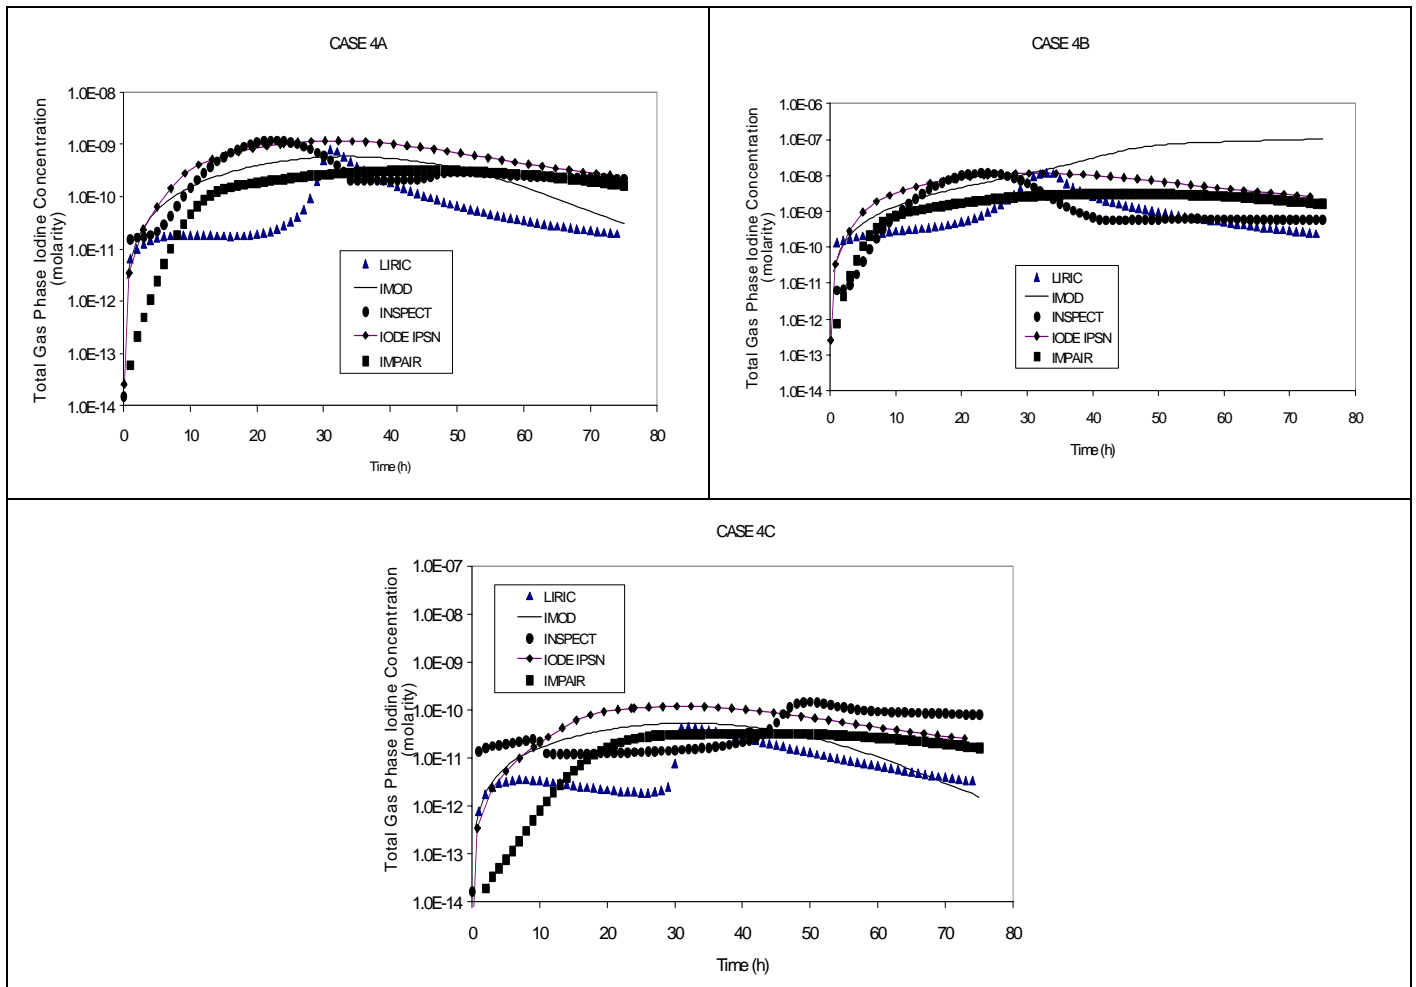 CASE 4A
Total Gas Phase Iodine Concentration
(molarity)
1.0E-08
1.0E-09
1.0E-10
1.0E-11
1.0E-12
1.0E-13
1.0E-14
LIRIC
IMOD
INSPECT
IODE IPSN
IMPAIR
0 10 20 30 40 50 60 70 80
Time (h)
CASE 4B
Total Gas Phase Iodine Concentration
(molarity)
1.0E-06
1.0E-07
1.0E-08
1.0E-09
1.0E-10
1.0E-11
1.0E-12
1.0E-13
1.0E-14
LIRIC
IMOD
INSPECT
IODE IPSN
IMPAIR
0 10 20 30 40 50 60 70 80
Time (h)
CASE 4C
Total Gas Phase Iodine Concentration
(molarity)
1.0E-07
1.0E-08
1.0E-09
1.0E-10
1.0E-11
1.0E-12
1.0E-13
1.0E-14
LIRIC
IMOD
INSPECT
IODE IPSN
IMPAIR
0 10 20 30 40 50 60 70 80
Time (h)